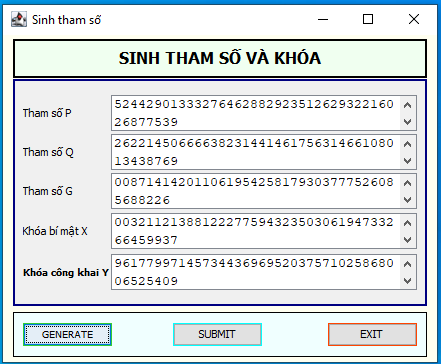 Sinh tham số
SINH THAM SỐ VÀ KHÓA
Tham số P
52442901333276462882923512629322160
26877539
Tham số Q
26221450666638231441461756314661080
13438769
Tham số G
00871414201106195425817930377752608
5688226
Khóa bí mật X
00321121388122277594323503061947332
66459937
Khóa công khai Y
96177997145734436969520375710258680
06525409
GENERATE
SUBMIT
EXIT